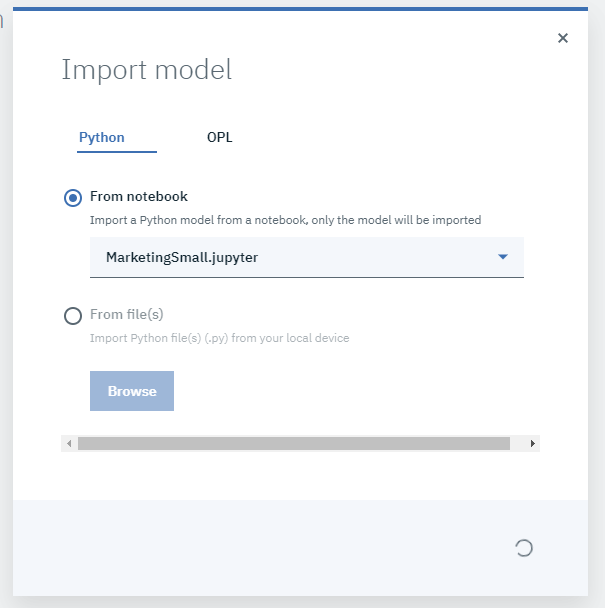 Import model
Python OPL
From notebook
Import a Python model from a notebook, only the model will be imported
MarketingSmall.jupyter
From file(s)
Import Python file(s) (.py) from your local device
Browse